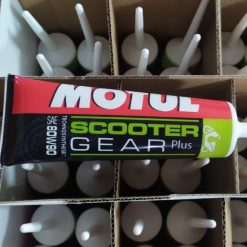 MOTUL
SCOOTER
GEAR Plus
TECHNOSYNTHESE
SAE 80W90